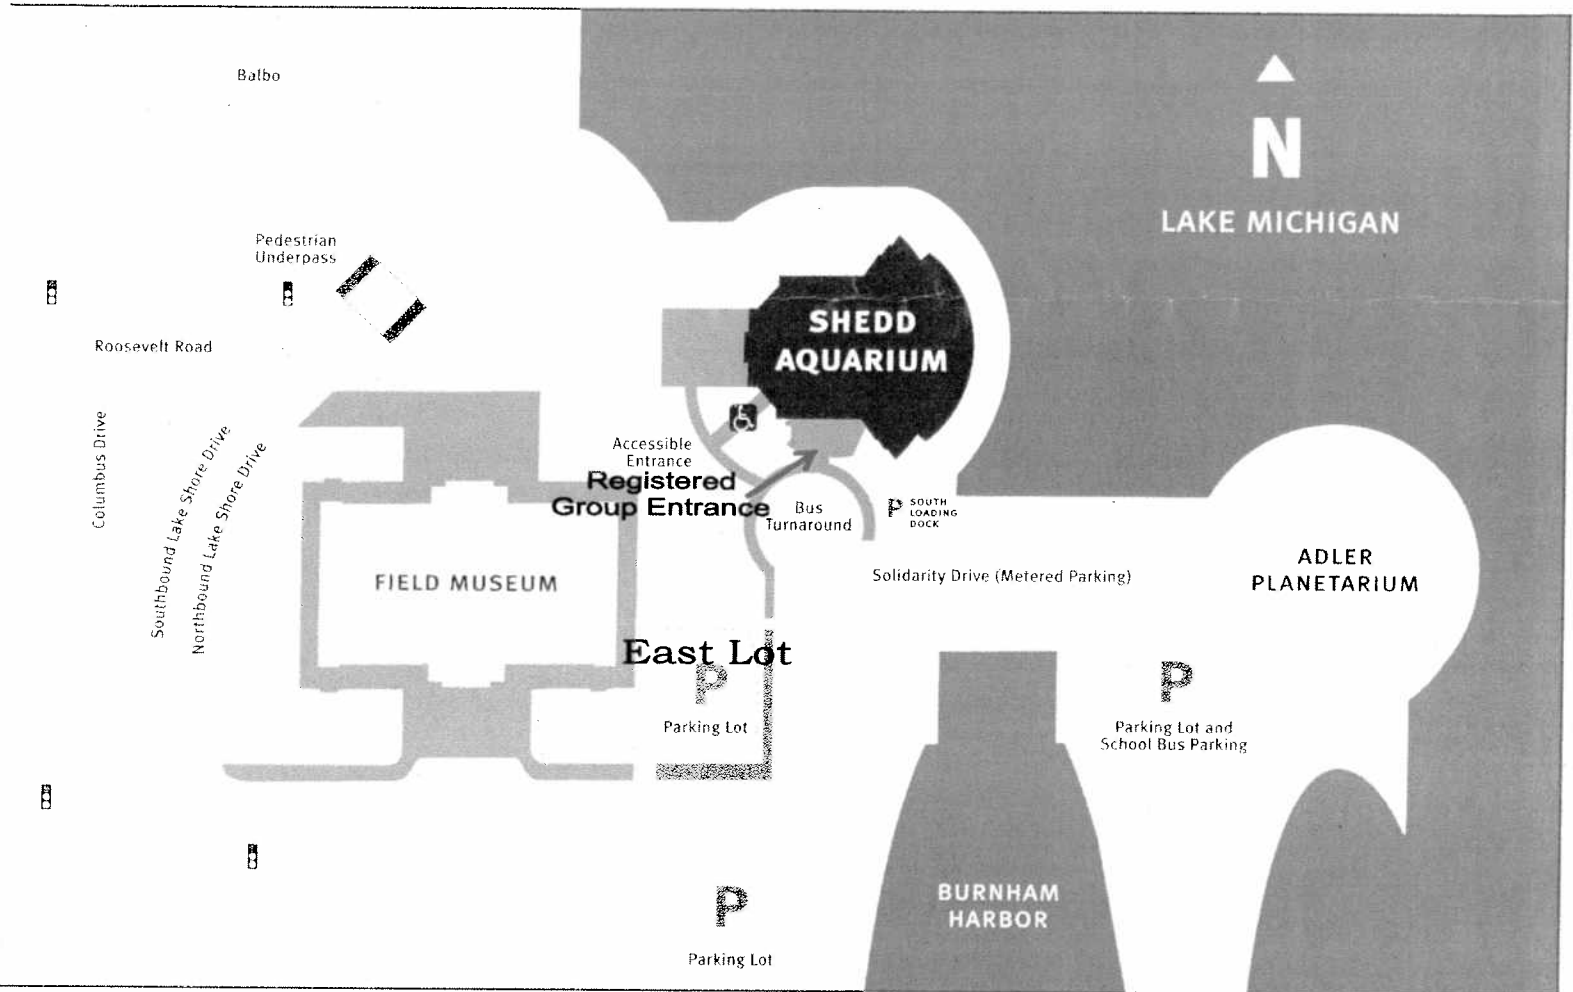 Balbo
N
LAKE MICHIGAN
Pedestrian
Underpass
SHEDD
AQUARIUM
Roosevelt Road
Columbus Drive
Southbound Lake Shore Drive
Northbound Lake Shore Drive
Accessible
Entrance
Registered
Group Entrance
Bus
Turnaround
P SOUTH
LOADING
DOCK
FIELD MUSEUM
Solidarity Drive (Metered Parking)
ADLER
PLANETARIUM
East Lot
P
Parking Lot
P
Parking Lot and
School Bus Parking
BURNHAM
HARBOR
P
Parking Lot